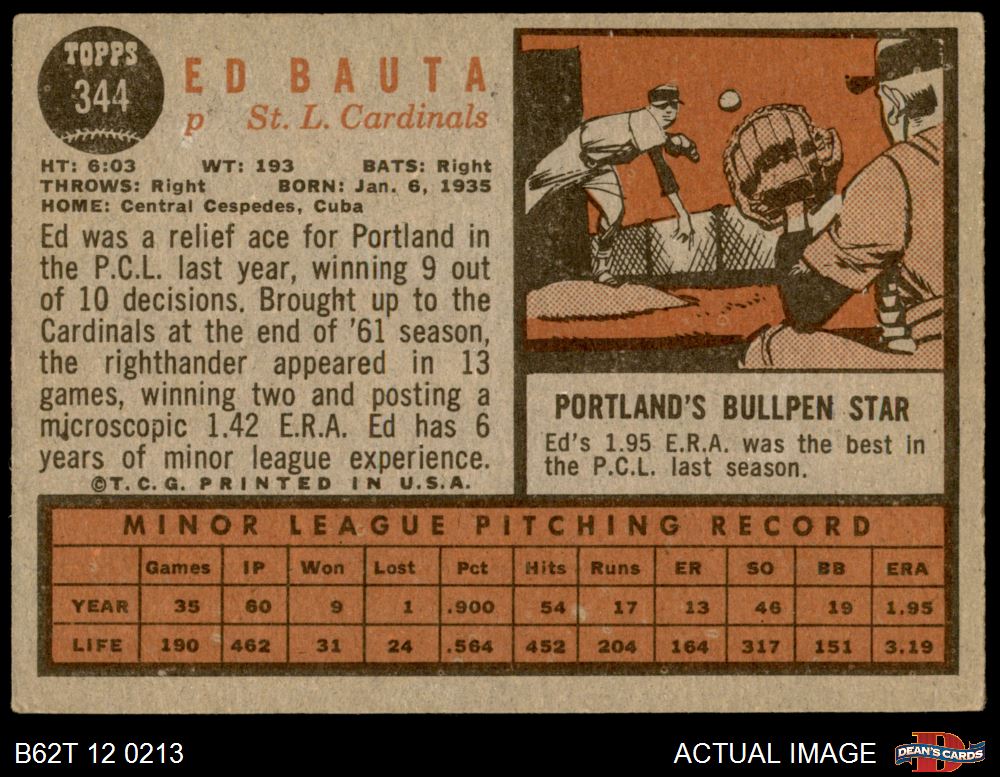 TOPPS
344
ED BAUTA
p St. L. Cardinals
HT: 6:03 WT: 193 BATS: Right
THROWS: Right BORN: Jan. 6, 1935
HOME: Central Cespedes, Cuba
Ed was a relief ace for Portland in
the P.C.L. last year, winning 9 out
of 10 decisions. Brought up to the
Cardinals at the end of '61 season,
the righthander appeared in 13
games, winning two and posting a
microscopic 1.42 E.R.A. Ed has 6
years of minor league experience.
©T.C.G. PRINTED IN U.S.A.
PORTLAND'S BULLPEN STAR
Ed's 1.95 E.R.A. was the best in
the P.C.L. last season.
MINOR LEAGUE PITCHING RECORD
Games IP Won Lost Pct Hits Runs ER SO BB ERA
YEAR 35 60 9 1 .900 54 17 13 46 19 1.95
LIFE 190 462 31 24 .564 452 204 164 317 151 3.19
B62T 12 0213
ACTUAL IMAGE
D
DEAN'S CARDS